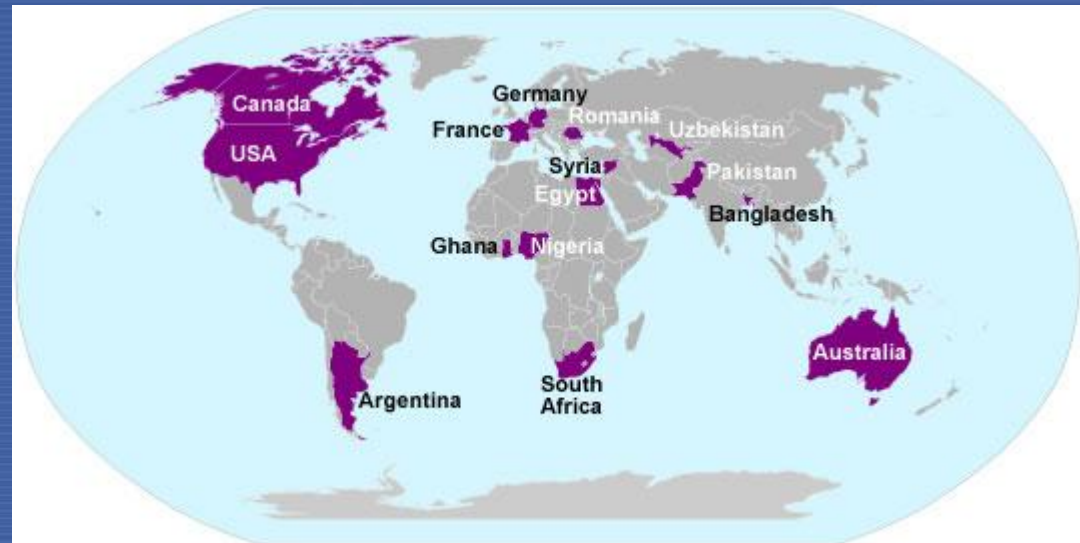 Germany
Canada
Romania
France
Uzbekistan
USA
Syria
Pakistan
Egypt
Bangladesh
Ghana
Nigeria
Australia
South
Africa
Argentina